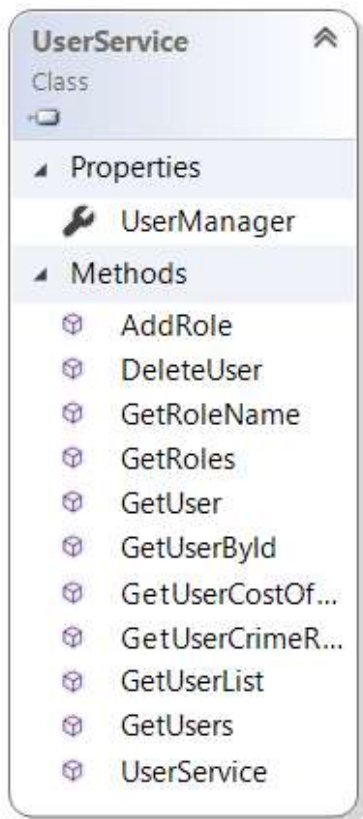 UserService
Class
Properties
UserManager
Methods
AddRole
DeleteUser
GetRoleName
GetRoles
GetUser
GetUserById
GetUserCostOf...
GetUserCrimeR...
GetUserList
GetUsers
UserService